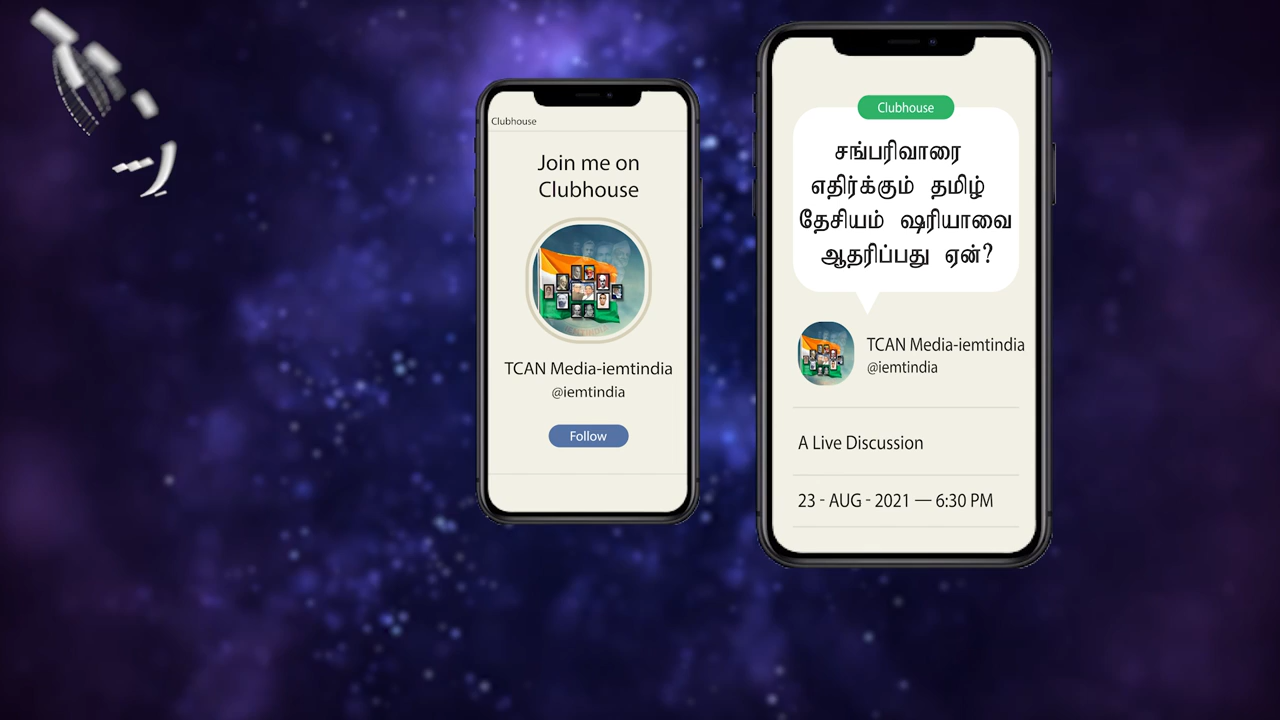 Clubhouse
Join me on
Clubhouse
TCAN Media-iemtindia
@iemtindia
Follow
Clubhouse
சங்பரிவாரை
எதிர்க்கும் தமிழ்
தேசியம் ஷரியாவை
ஆதரிப்பது ஏன்?
TCAN Media-iemtindia
@iemtindia
A Live Discussion
23 - AUG - 2021 — 6:30 PM